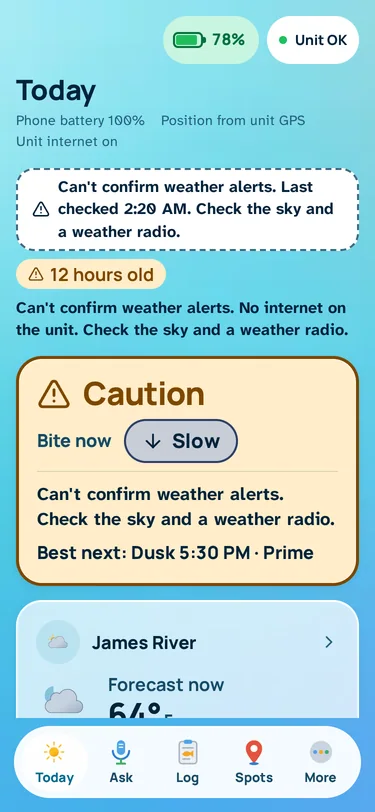 78%
Unit OK
Today
Phone battery 100% Position from unit GPS
Unit internet on
Can't confirm weather alerts. Last
checked 2:20 AM. Check the sky and
a weather radio.
12 hours old
Can't confirm weather alerts. No internet on
the unit. Check the sky and a weather radio.
Caution
Bite now
Slow
Can't confirm weather alerts.
Check the sky and a weather radio.
Best next: Dusk 5:30 PM · Prime
James River
Forecast now
64° F
Today
Ask
Log
Spots
More